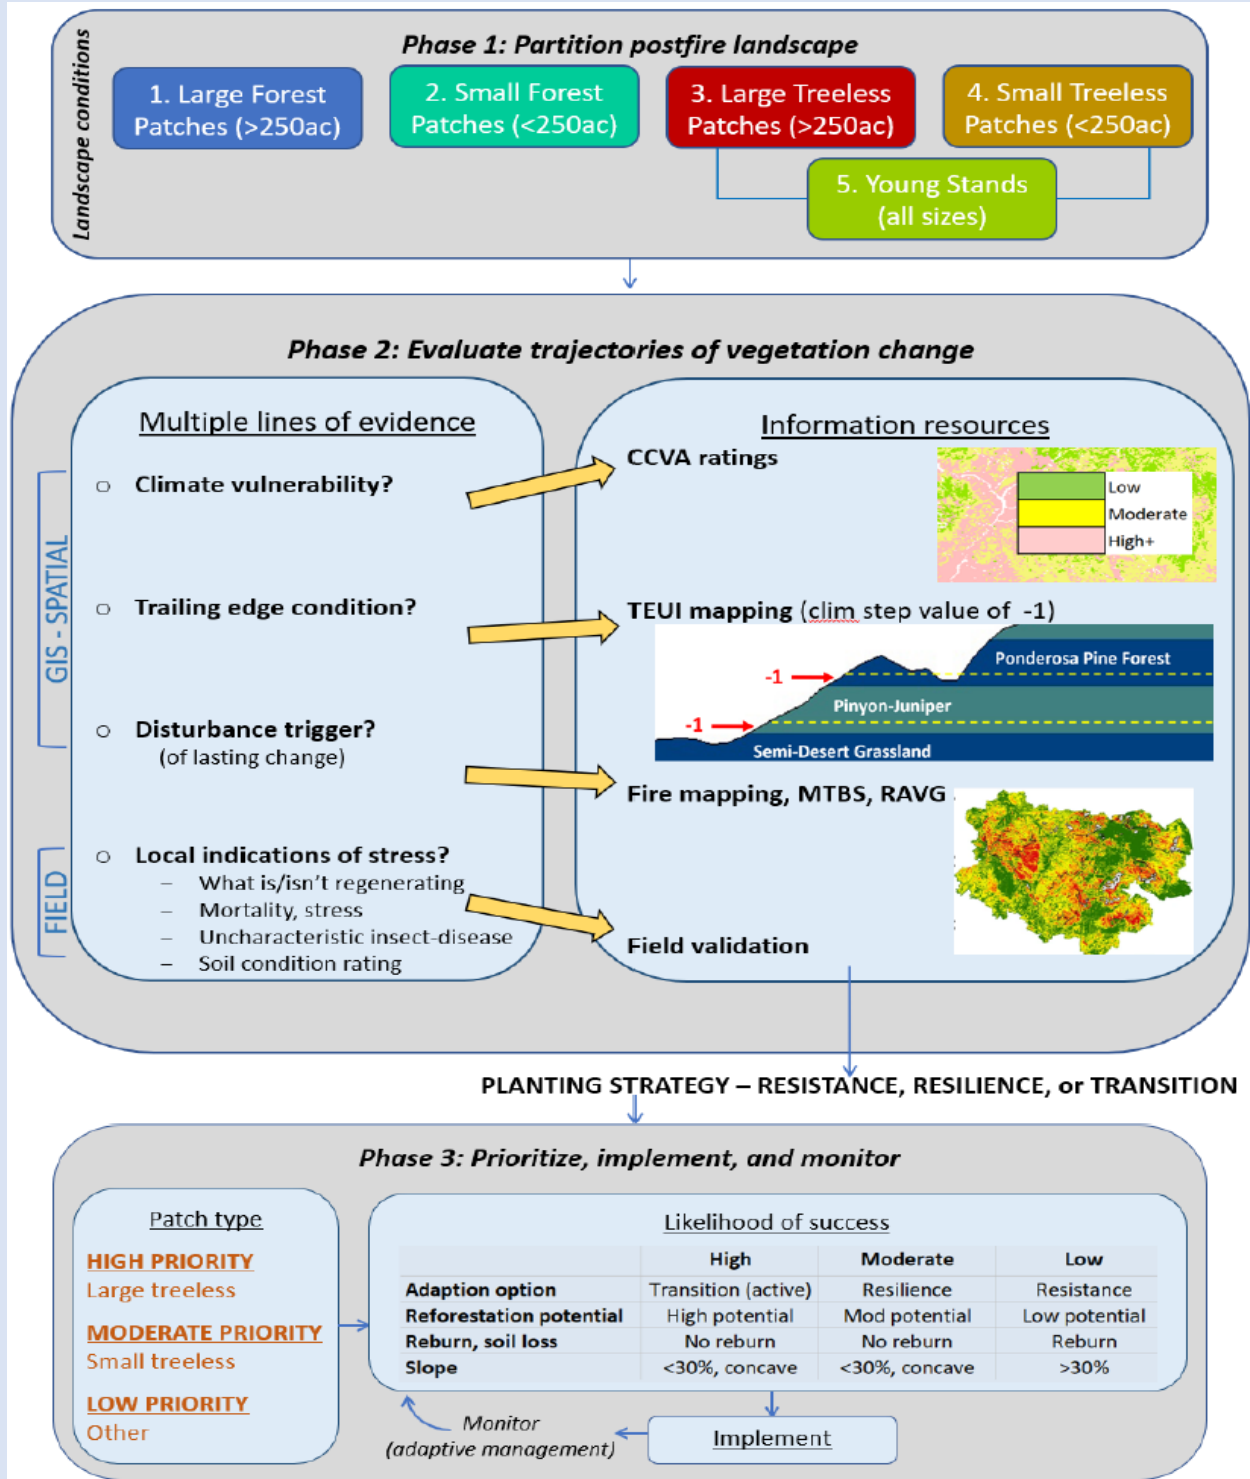 Landscape conditions
Phase 1: Partition postfire landscape
1. Large Forest
Patches (>250ac)
2. Small Forest
Patches (<250ac)
3. Large Treeless
Patches (>250ac)
4. Small Treeless
Patches (<250ac)
5. Young Stands
(all sizes)
Phase 2: Evaluate trajectories of vegetation change
GIS - SPATIAL
FIELD
Multiple lines of evidence
Climate vulnerability?
Trailing edge condition?
Disturbance trigger?
(of lasting change)
Local indications of stress?
– What is/isn't regenerating
– Mortality, stress
– Uncharacteristic insect-disease
– Soil condition rating
Information resources
CCVA ratings
Low
Moderate
High+
TEUI mapping (clim step value of -1)
Ponderosa Pine Forest
-1
Pinyon-Juniper
-1
Semi-Desert Grassland
Fire mapping, MTBS, RAVG
Field validation
PLANTING STRATEGY – RESISTANCE, RESILIENCE, or TRANSITION
Phase 3: Prioritize, implement, and monitor
Patch type
HIGH PRIORITY
Large treeless
MODERATE PRIORITY
Small treeless
LOW PRIORITY
Other
Likelihood of success
High Moderate Low
Adaption option Transition (active) Resilience Resistance
Reforestation potential High potential Mod potential Low potential
Reburn, soil loss No reburn No reburn Reburn
Slope <30%, concave <30%, concave >30%
Monitor
(adaptive management)
Implement